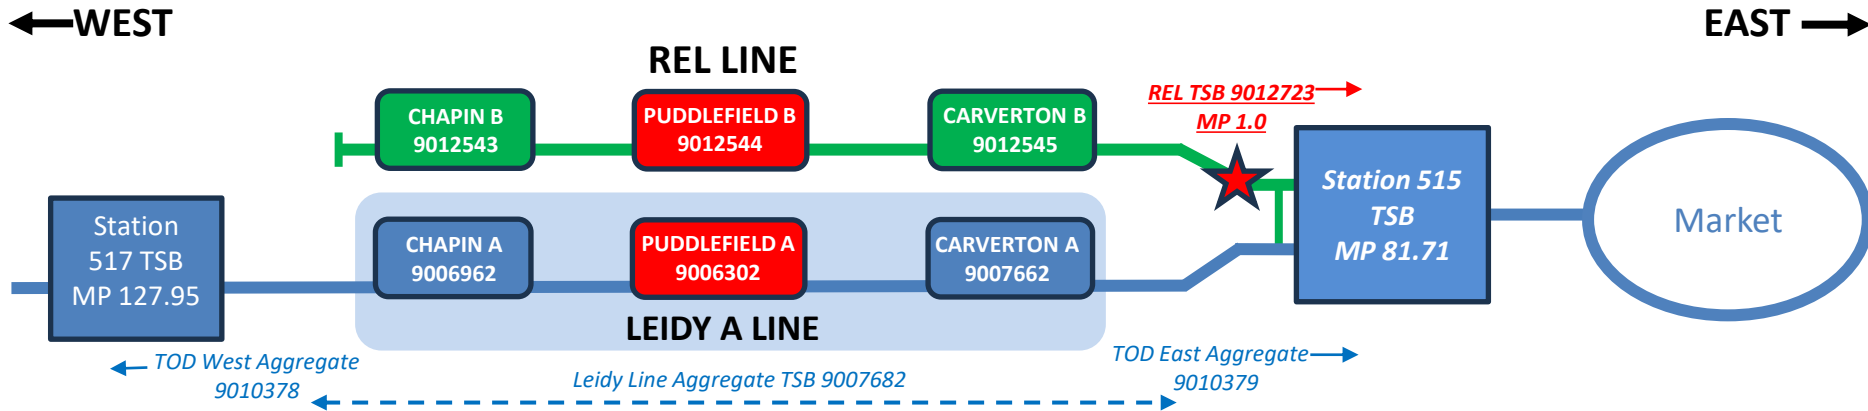 WEST
EAST
REL LINE
CHAPIN B
9012543
PUDDLEFIELD B
9012544
CARVERTON B
9012545
REL TSB 9012723
MP 1.0
Station 517 TSB
MP 127.95
CHAPIN A
9006962
PUDDLEFIELD A
9006302
CARVERTON A
9007662
Station 515
TSB
MP 81.71
Market
LEIDY A LINE
TOD West Aggregate
9010378
Leidy Line Aggregate TSB 9007682
TOD East Aggregate
9010379